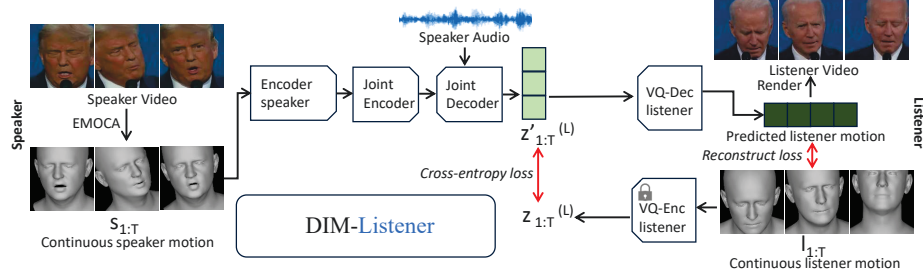 Speaker
Speaker Video
EMOCA
S1:T
Continuous speaker motion
Encoder
speaker
Joint
Encoder
Speaker Audio
Joint
Decoder
z'1:T(L)
Cross-entropy loss
z1:T(L)
DIM-Listener
VQ-Dec
listener
VQ-Enc
listener
Listener Video
Render
Predicted listener motion
Reconstruct loss
l1:T
Continuous listener motion
Listener